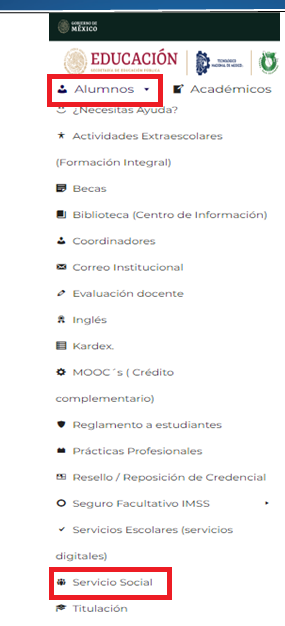 GOBIERNO DE
MÉXICO
EDUCACIÓN
SECRETARÍA DE EDUCACIÓN PÚBLICA
TECNOLÓGICO
NACIONAL DE MÉXICO
Alumnos Académicos
¿Necesitas Ayuda?
Actividades Extraescolares
(Formación Integral)
Becas
Biblioteca (Centro de Información)
Coordinadores
Correo Institucional
Evaluación docente
Inglés
Kardex.
MOOC´s ( Crédito
complementario)
Reglamento a estudiantes
Prácticas Profesionales
Resello / Reposición de Credencial
Seguro Facultativo IMSS
Servicios Escolares (servicios
digitales)
Servicio Social
Titulación